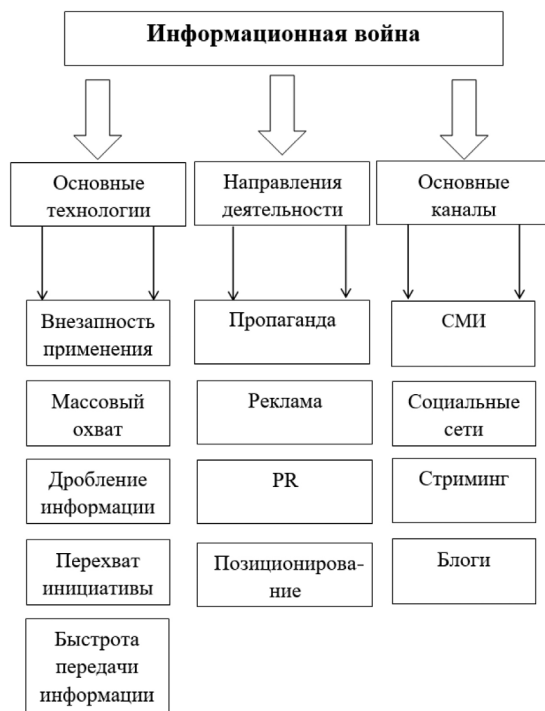 Информационная война
Основные
технологии
Направления
деятельности
Основные
каналы
Внезапность
применения
Пропаганда
СМИ
Массовый
охват
Реклама
Социальные
сети
Дробление
информации
PR
Стриминг
Перехват
инициативы
Позиционирова-
ние
Блоги
Быстрота
передачи
информации